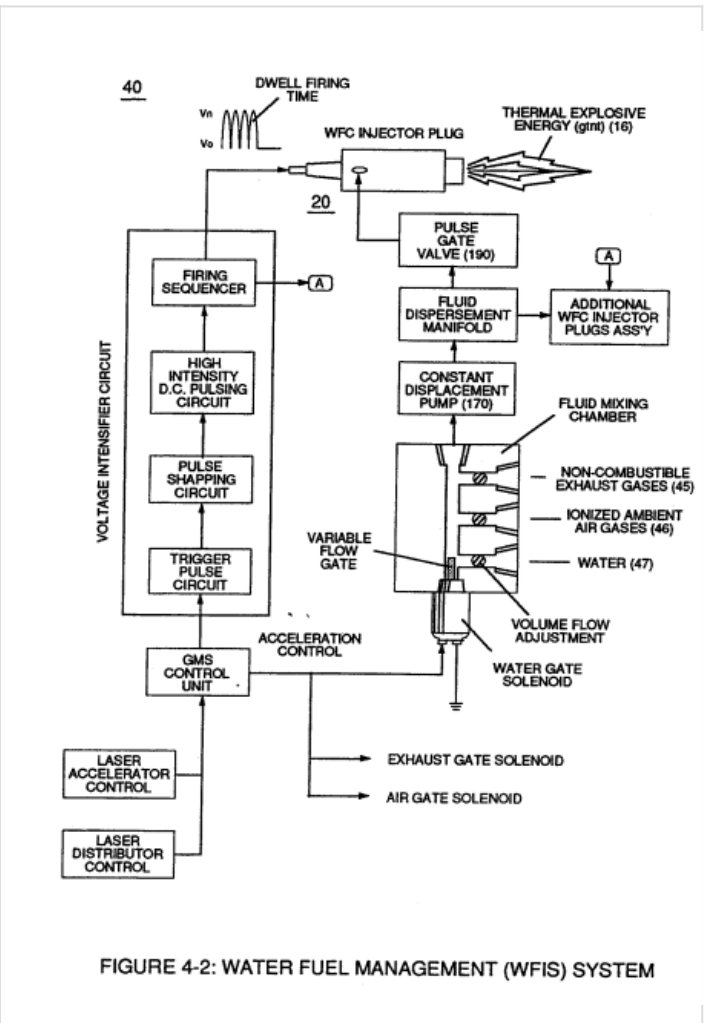 40
DWELL FIRING
TIME
Vn
Vo
WFC INJECTOR PLUG
THERMAL EXPLOSIVE
ENERGY (gtnt) (16)
20
PULSE
GATE
VALVE (190)
FIRING
SEQUENCER
A
A
FLUID
DISPERSEMENT
MANIFOLD
ADDITIONAL
WFC INJECTOR
PLUGS ASS'Y
VOLTAGE INTENSIFIER CIRCUIT
HIGH
INTENSITY
D.C. PULSING
CIRCUIT
CONSTANT
DISPLACEMENT
PUMP (170)
FLUID MIXING
CHAMBER
PULSE
SHAPPING
CIRCUIT
NON-COMBUSTIBLE
EXHAUST GASES (45)
IONIZED AMBIENT
AIR GASES (46)
VARIABLE
FLOW
GATE
WATER (47)
TRIGGER
PULSE
CIRCUIT
VOLUME FLOW
ADJUSTMENT
ACCELERATION
CONTROL
WATER GATE
SOLENOID
GMS
CONTROL
UNIT
LASER
ACCELERATOR
CONTROL
EXHAUST GATE SOLENOID
AIR GATE SOLENOID
LASER
DISTRIBUTOR
CONTROL
FIGURE 4-2: WATER FUEL MANAGEMENT (WFIS) SYSTEM